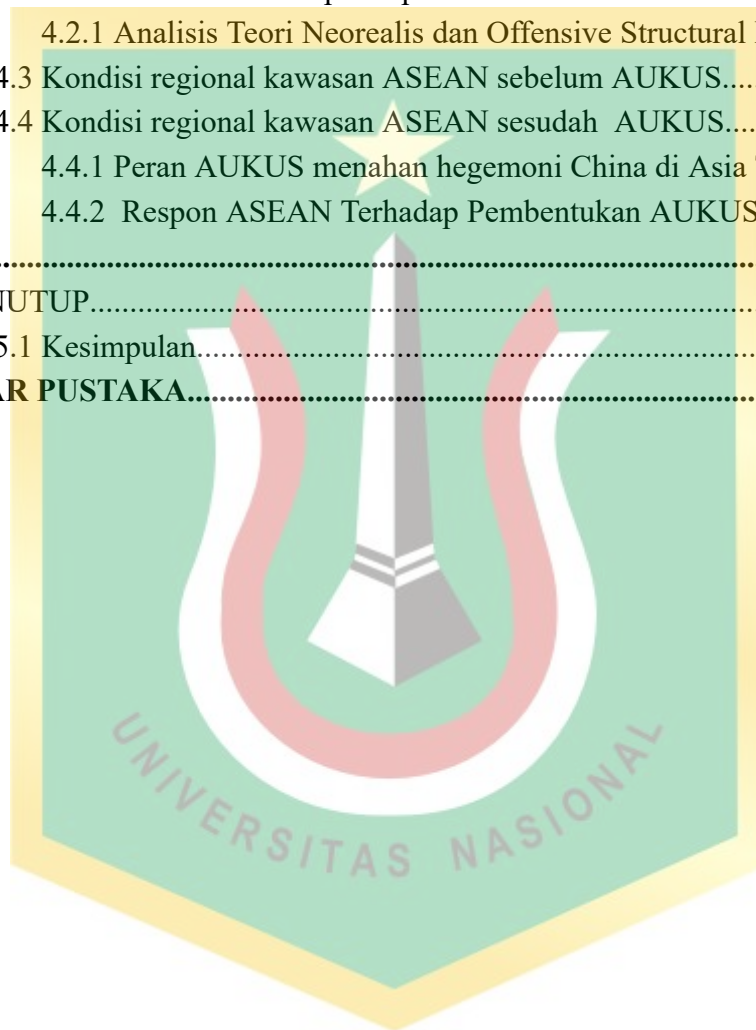 4.2.1 Analisis Teori Neorealis dan Offensive Structural
4.3 Kondisi regional kawasan ASEAN sebelum AUKUS.....
4.4 Kondisi regional kawasan ASEAN sesudah AUKUS.....
4.4.1 Peran AUKUS menahan hegemoni China di Asia
4.4.2 Respon ASEAN Terhadap Pembentukan AUKUS
NUTUP.....
5.1 Kesimpulan.....
AR PUSTAKA.....
UNIVERSITAS NASIONAL